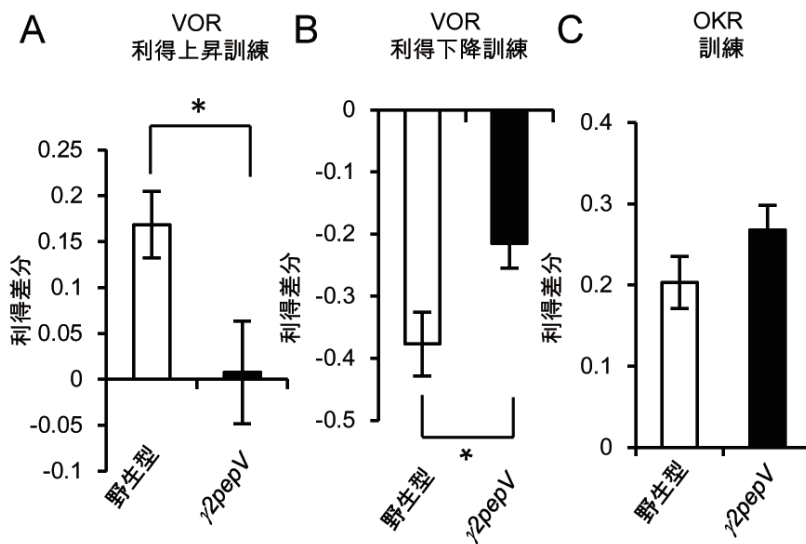 A
VOR
利得上昇訓練
*
0.25
0.2
0.15
0.1
0.05
0
-0.05
-0.1
利得差分
野生型
γ2pepV
B
VOR
利得下降訓練
0
-0.1
-0.2
-0.3
-0.4
-0.5
利得差分
*
野生型
γ2pepV
C
OKR
訓練
0.4
0.3
0.2
0.1
0
利得差分
野生型
γ2pepV